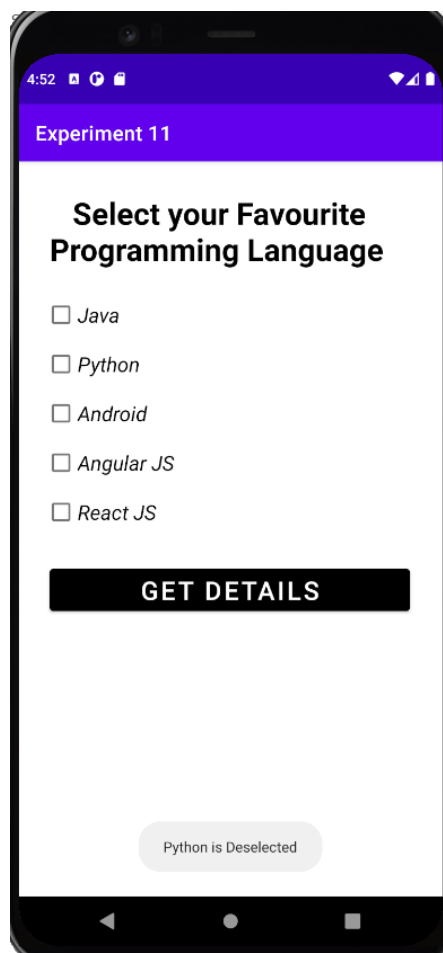 4:52
Experiment 11
Select your Favourite
Programming Language
Java
Python
Android
Angular JS
React JS
GET DETAILS
Python is Deselected